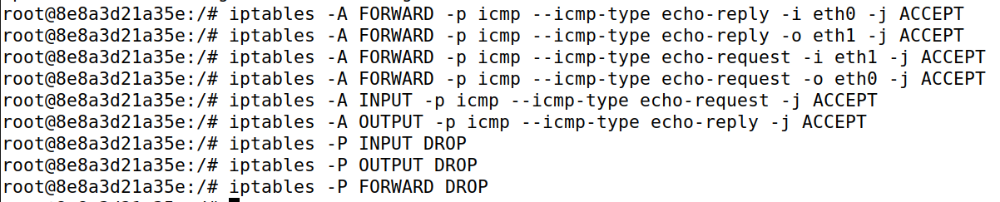 root@8e8a3d21a35e:/# iptables -A FORWARD -p icmp --icmp-type echo-reply -i eth0 -j ACCEPT
root@8e8a3d21a35e:/# iptables -A FORWARD -p icmp --icmp-type echo-reply -o eth1 -j ACCEPT
root@8e8a3d21a35e:/# iptables -A FORWARD -p icmp --icmp-type echo-request -i eth1 -j ACCEPT
root@8e8a3d21a35e:/# iptables -A FORWARD -p icmp --icmp-type echo-request -o eth0 -j ACCEPT
root@8e8a3d21a35e:/# iptables -A INPUT -p icmp --icmp-type echo-request -j ACCEPT
root@8e8a3d21a35e:/# iptables -A OUTPUT -p icmp --icmp-type echo-reply -j ACCEPT
root@8e8a3d21a35e:/# iptables -P INPUT DROP
root@8e8a3d21a35e:/# iptables -P OUTPUT DROP
root@8e8a3d21a35e:/# iptables -P FORWARD DROP